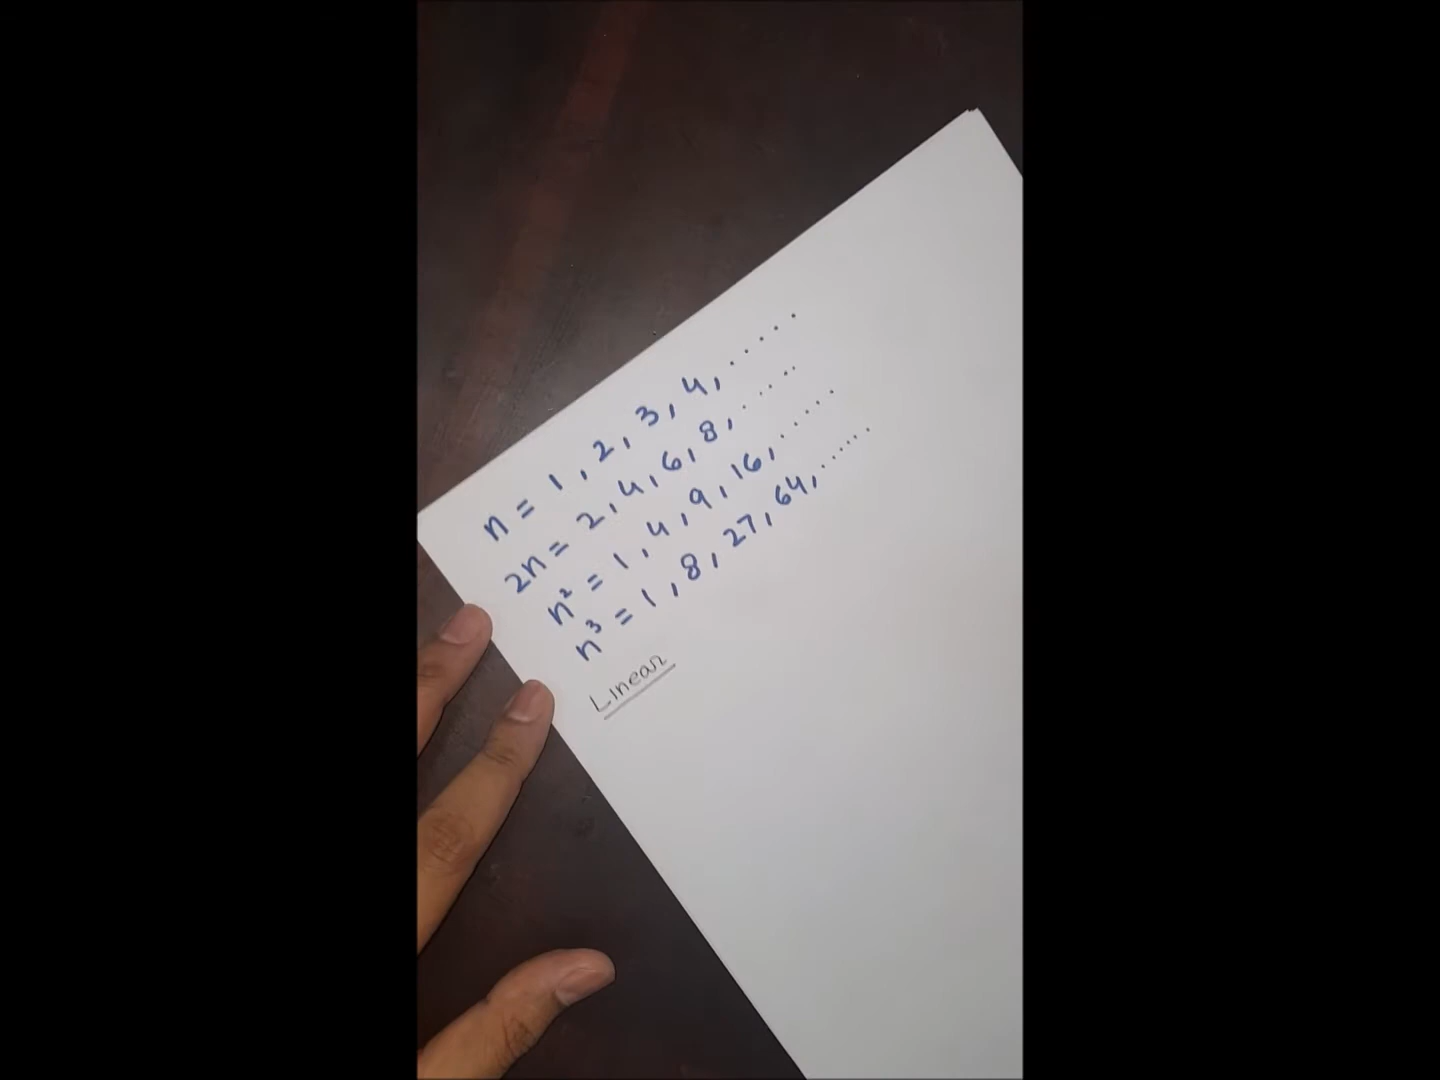 n = 1, 2, 3, 4, ......
2n = 2, 4, 6, 8, ......
n² = 1, 4, 9, 16, ......
n³ = 1, 8, 27, 64, ......
Linear